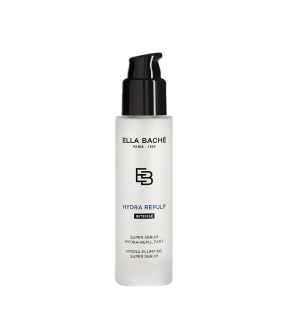 ELLA BACHÉ
PARIS - 1936
EB
HYDRA REPULP
INTENSE
SUPER SÉRUM
HYDRA-REPULPANT
HYDRA-PLUMPING
SUPER SERUM